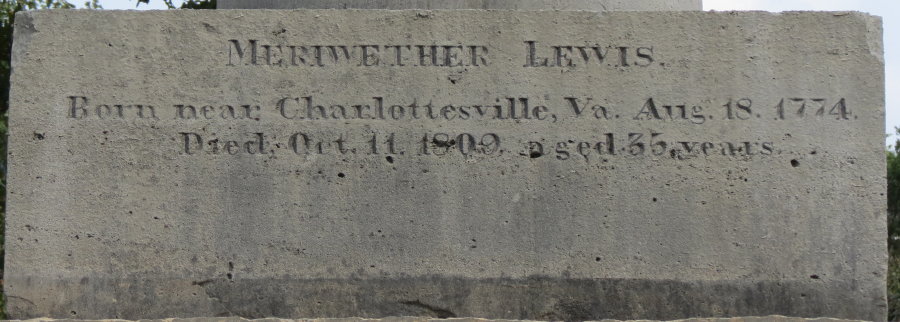 MERIWETHER LEWIS.
Born near Charlottesville, Va. Aug. 18. 1774.
Died, Oct. 11. 1809. aged 35, years.